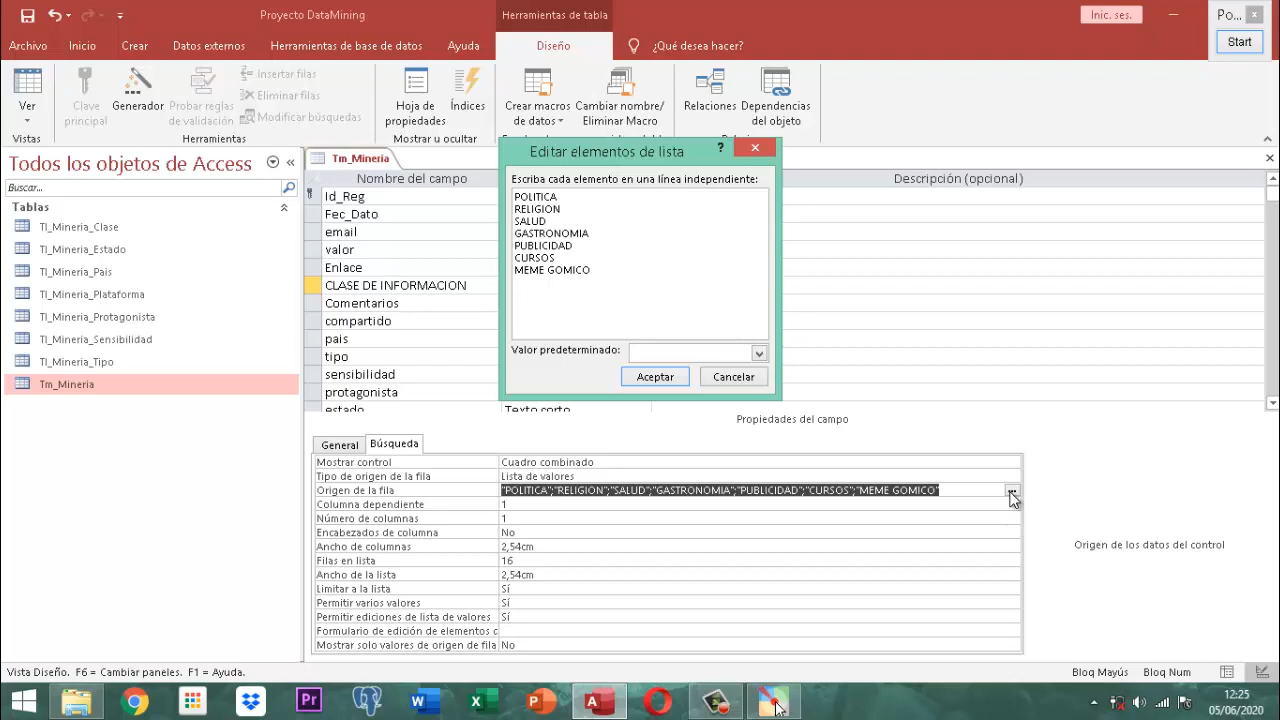 Proyecto DataMining
Herramientas de tabla
Inic. ses.
Po...
Start
Archivo
Inicio
Crear
Datos externos
Herramientas de base de datos
Ayuda
Diseño
¿Qué desea hacer?
Ver
Clave principal
Generador
Probar reglas de validación
Insertar filas
Eliminar filas
Modificar búsquedas
Hoja de propiedades
Índices
Crear macros de datos
Cambiar nombre/ Eliminar Macro
Relaciones
Dependencias del objeto
Vistas
Herramientas
Mostrar u ocultar
Todos los objetos de Access
Buscar...
Tablas
Tl_Mineria_Clase
Tl_Mineria_Estado
Tl_Mineria_Pais
Tl_Mineria_Plataforma
Tl_Mineria_Protagonista
Tl_Mineria_Sensibilidad
Tl_Mineria_Tipo
Tm_Mineria
Tm_Mineria
Nombre del campo
Descripción (opcional)
Id_Reg
Fec_Dato
email
valor
Enlace
CLASE DE INFORMACION
Comentarios
compartido
pais
tipo
sensibilidad
protagonista
estado
Texto corto
Editar elementos de lista
?
Escriba cada elemento en una línea independiente:
POLITICA
RELIGION
SALUD
GASTRONOMIA
PUBLICIDAD
CURSOS
MEME GOMICO
Valor predeterminado:
Aceptar
Cancelar
Propiedades del campo
General
Búsqueda
Mostrar control Cuadro combinado
Tipo de origen de la fila Lista de valores
Origen de la fila "POLITICA";"RELIGION";"SALUD";"GASTRONOMIA";"PUBLICIDAD";"CURSOS";"MEME GOMICO"
Columna dependiente 1
Número de columnas 1
Encabezados de columna No
Ancho de columnas 2,54cm
Filas en lista 16
Ancho de la lista 2,54cm
Limitar a la lista Sí
Permitir varios valores Sí
Permitir ediciones de lista de valores Sí
Formulario de edición de elementos c
Mostrar solo valores de origen de fila No
Origen de los datos del control
Vista Diseño. F6 = Cambiar paneles. F1 = Ayuda.
Bloq Mayús
Bloq Num
12:25
05/06/2020